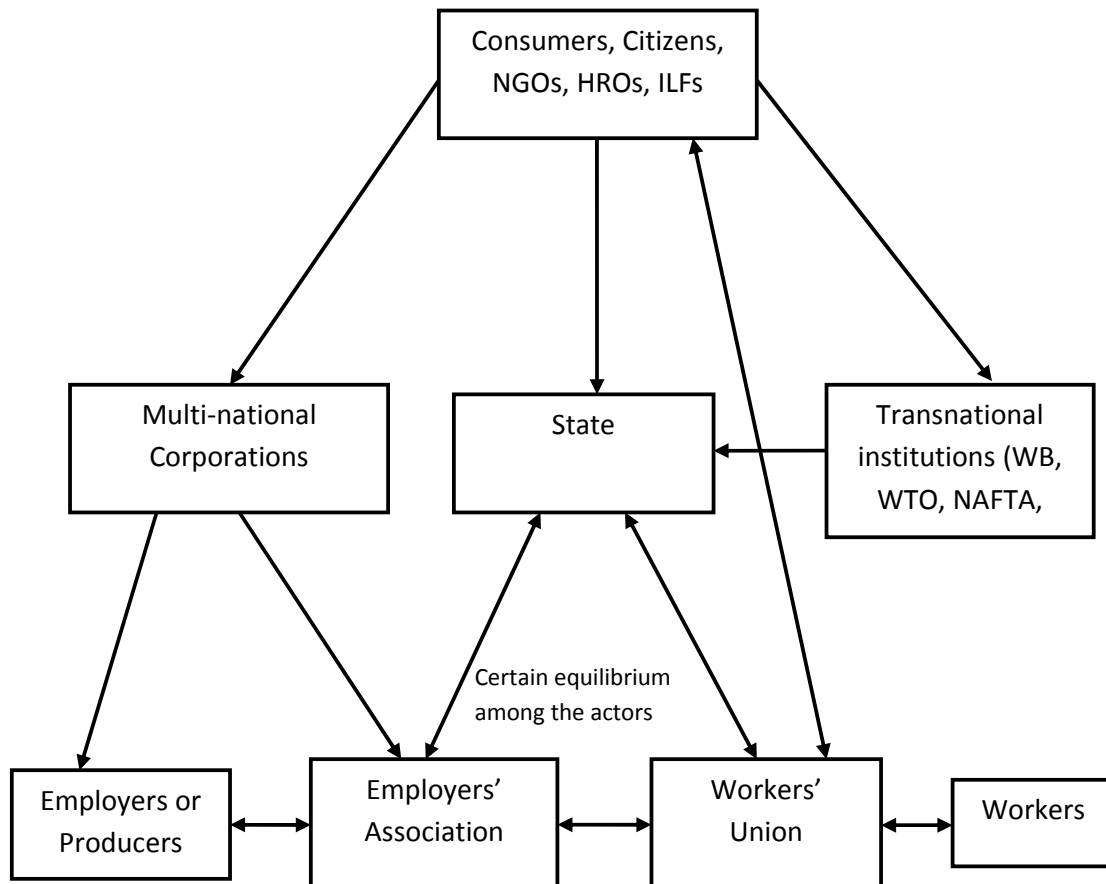 Consumers, Citizens,
NGOs, HROs, ILFs
Multi-national
Corporations
State
Transnational
institutions (WB,
WTO, NAFTA,
Certain equilibrium
among the actors
Employers or
Producers
Employers’
Association
Workers’
Union
Workers